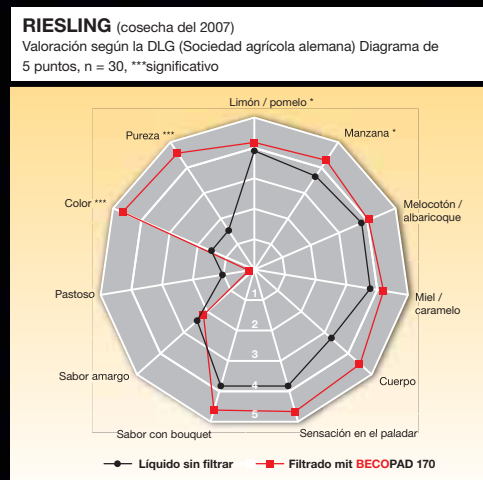 RIESLING (cosecha del 2007)
Valoración según la DLG (Sociedad agrícola alemana) Diagrama de
5 puntos, n = 30, ***significativo
Limón / pomelo *
Pureza ***
Manzana *
Color ***
Melocotón /
albaricoque
Pastoso
Miel /
caramelo
1
2
3
4
5
Sabor amargo
Cuerpo
Sabor con bouquet
Sensación en el paladar
Líquido sin filtrar
Filtrado mit BECOPAD 170